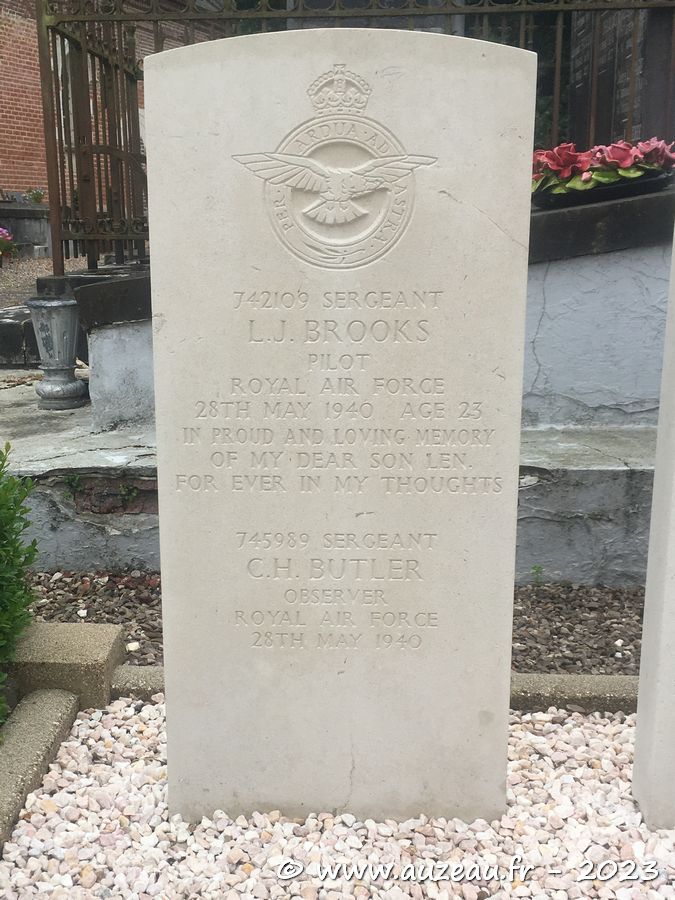 PER · ARDUA · AD · ASTRA
742109 SERGEANT
L.J. BROOKS
PILOT
ROYAL AIR FORCE
28TH MAY 1940 AGE 23
IN PROUD AND LOVING MEMORY
OF MY DEAR SON LEN.
FOR EVER IN MY THOUGHTS
745989 SERGEANT
C.H. BUTLER
OBSERVER
ROYAL AIR FORCE
28TH MAY 1940
© www.auzeau.fr - 2023